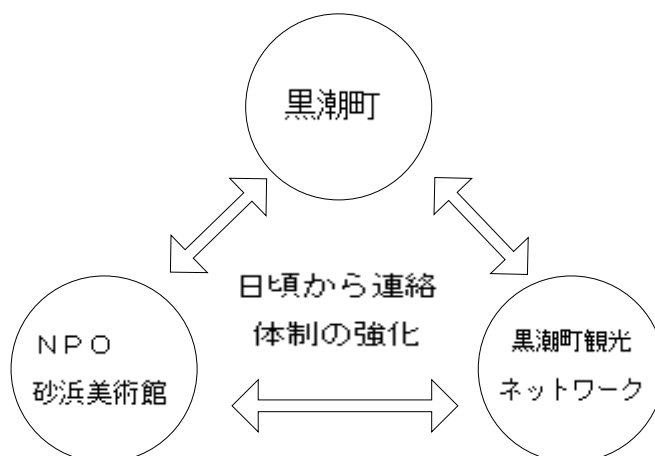 黒潮町
日頃から連絡
体制の強化
ＮＰＯ
砂浜美術館
黒潮町観光
ネットワーク